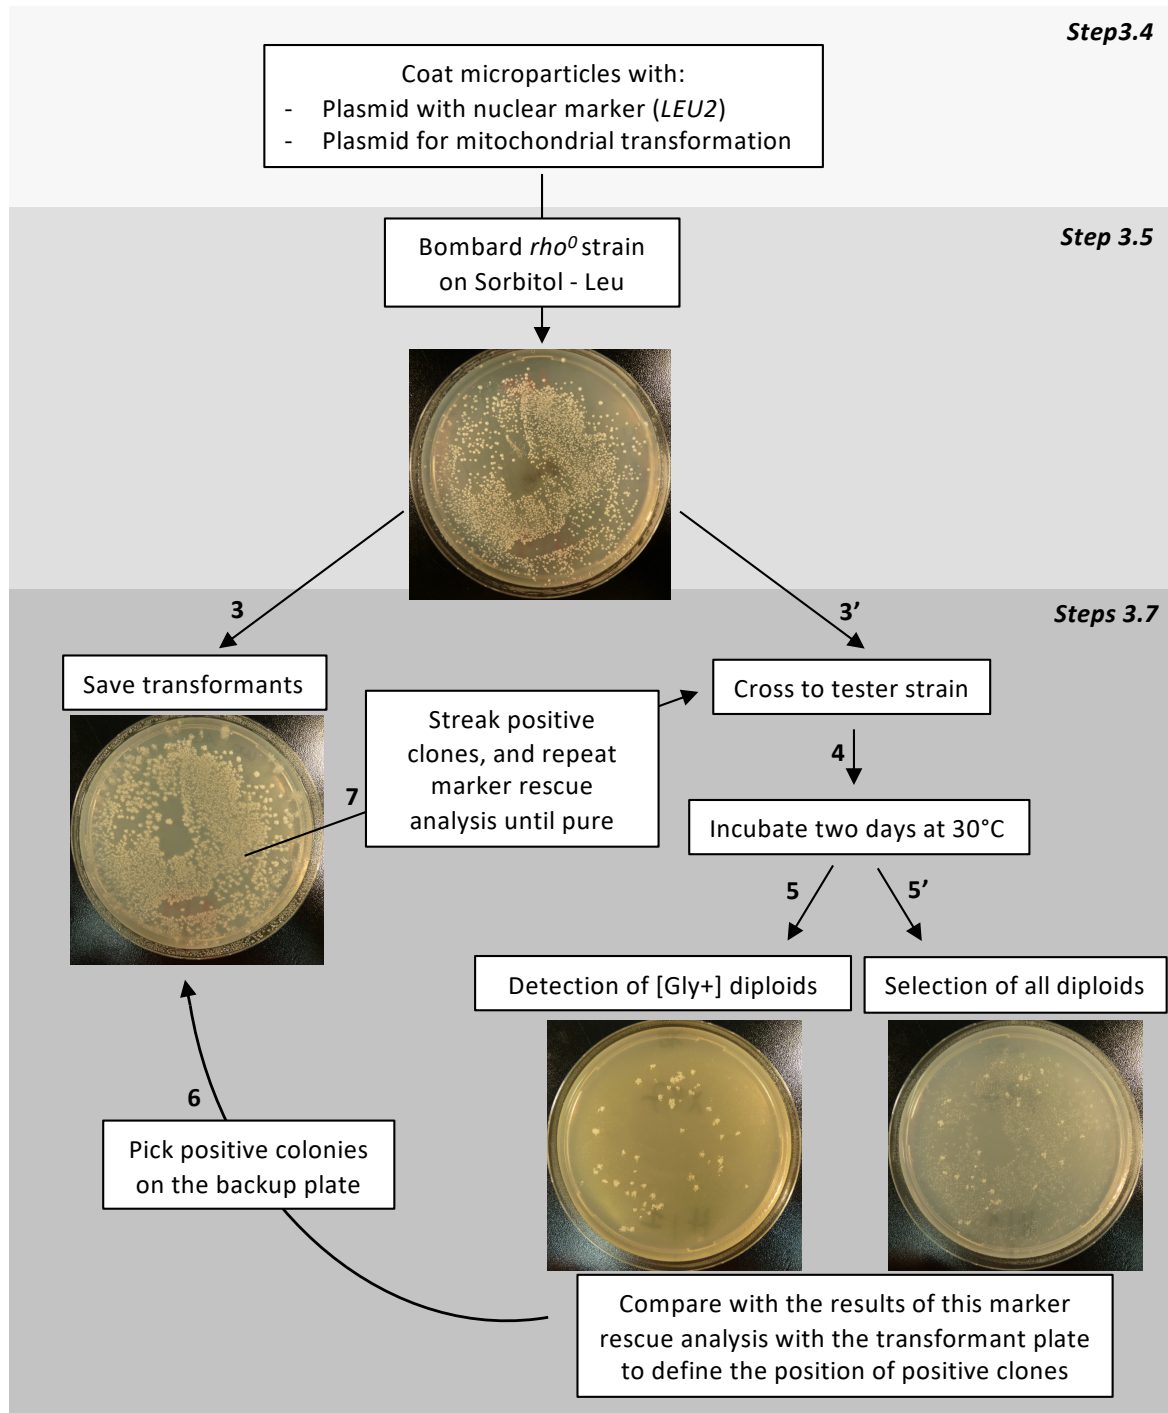 Step3.4
Coat microparticles with:
- Plasmid with nuclear marker (LEU2)
- Plasmid for mitochondrial transformation
Step 3.5
Bombard rho⁰ strain
on Sorbitol - Leu
Steps 3.7
3
3’
Save transformants
Cross to tester strain
Streak positive
clones, and repeat
marker rescue
analysis until pure
7
4
Incubate two days at 30°C
5
5’
Detection of [Gly+] diploids
Selection of all diploids
6
Pick positive colonies
on the backup plate
Compare with the results of this marker
rescue analysis with the transformant plate
to define the position of positive clones